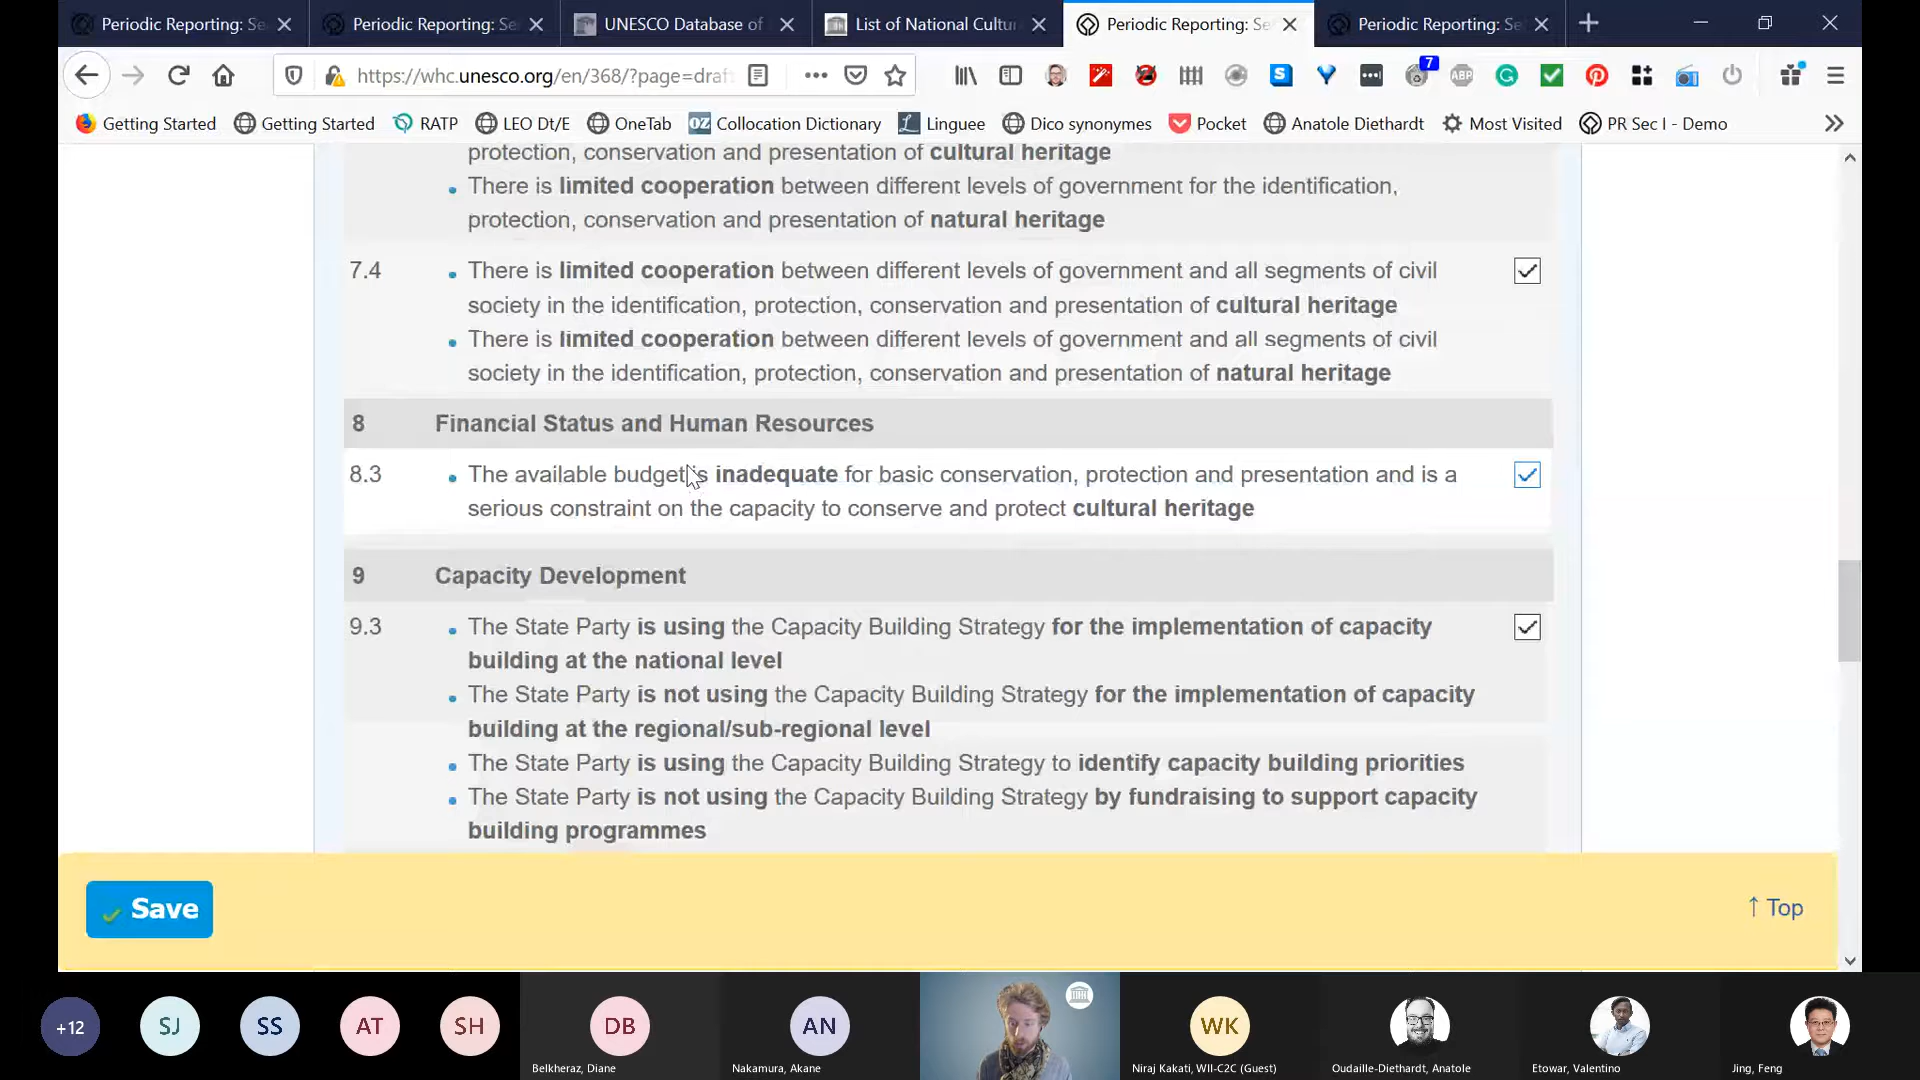 Periodic Reporting: Se
Periodic Reporting: Se
UNESCO Database of
List of National Cultu
Periodic Reporting: Se
Periodic Reporting: Se
https://whc.unesco.org/en/368/?page=draf
S
7
ABP
Getting Started
Getting Started
RATP
LEO Dt/E
OneTab
OZ
Collocation Dictionary
Linguee
Dico synonymes
Pocket
Anatole Diethardt
Most Visited
PR Sec I - Demo
protection, conservation and presentation of cultural heritage
There is limited cooperation between different levels of government for the identification,
protection, conservation and presentation of natural heritage
7.4
There is limited cooperation between different levels of government and all segments of civil
society in the identification, protection, conservation and presentation of cultural heritage
There is limited cooperation between different levels of government and all segments of civil
society in the identification, protection, conservation and presentation of natural heritage
8 Financial Status and Human Resources
8.3
The available budget is inadequate for basic conservation, protection and presentation and is a
serious constraint on the capacity to conserve and protect cultural heritage
9 Capacity Development
9.3
The State Party is using the Capacity Building Strategy for the implementation of capacity
building at the national level
The State Party is not using the Capacity Building Strategy for the implementation of capacity
building at the regional/sub-regional level
The State Party is using the Capacity Building Strategy to identify capacity building priorities
The State Party is not using the Capacity Building Strategy by fundraising to support capacity
building programmes
Save
↑ Top
+12
SJ
SS
AT
SH
DB
AN
WK
Belkheraz, Diane
Nakamura, Akane
Niraj Kakati, WII-C2C (Guest)
Oudaille-Diethardt, Anatole
Etowar, Valentino
Jing, Feng